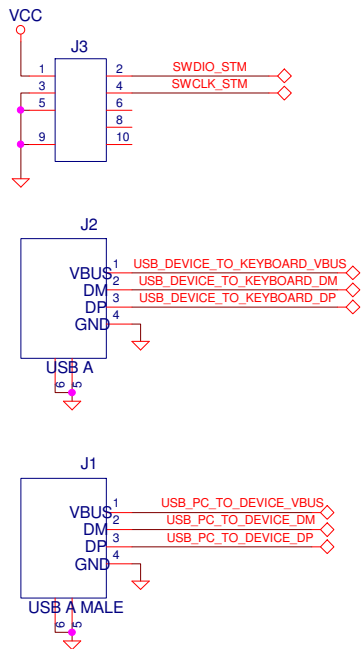 VCC
J3
1 2 SWDIO_STM
3 4 SWCLK_STM
5 6
8
9 10
J2
VBUS 1 USB_DEVICE_TO_KEYBOARD_VBUS
DM 2 USB_DEVICE_TO_KEYBOARD_DM
DP 3 USB_DEVICE_TO_KEYBOARD_DP
GND 4
USB A
6 5
J1
VBUS 1 USB_PC_TO_DEVICE_VBUS
DM 2 USB_PC_TO_DEVICE_DM
DP 3 USB_PC_TO_DEVICE_DP
GND 4
USB A MALE
6 5